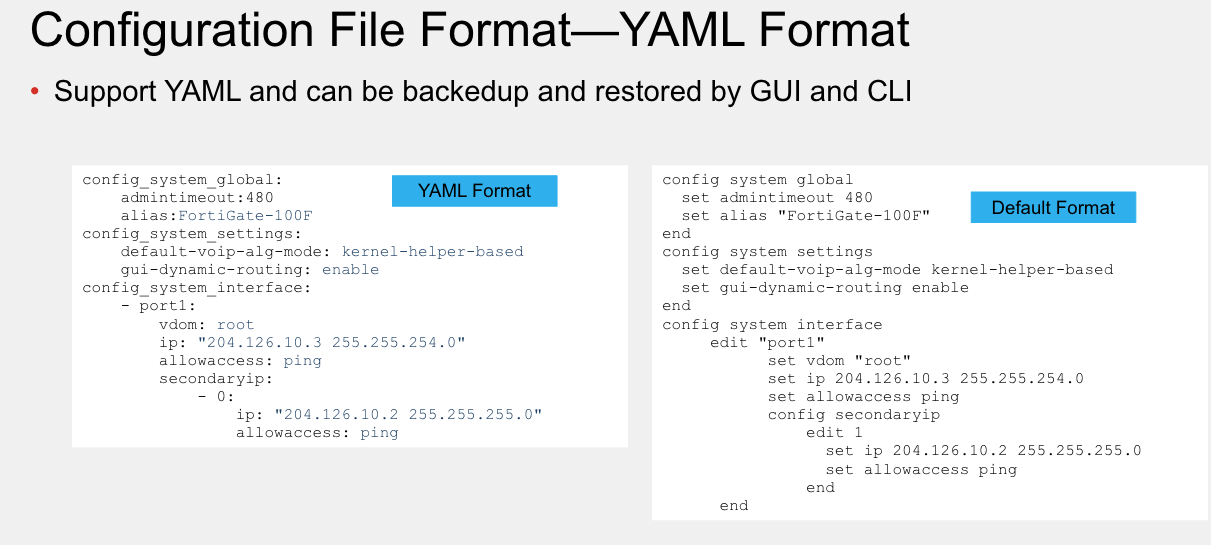 Configuration File Format—YAML Format
• Support YAML and can be backedup and restored by GUI and CLI
YAML Format
config_system_global:
    admintimeout:480
    alias:FortiGate-100F
config_system_settings:
    default-voip-alg-mode: kernel-helper-based
    gui-dynamic-routing: enable
config_system_interface:
    - port1:
        vdom: root
        ip: "204.126.10.3 255.255.254.0"
        allowaccess: ping
        secondaryip:
            - 0:
                ip: "204.126.10.2 255.255.255.0"
                allowaccess: ping
Default Format
config system global
  set admintimeout 480
  set alias "FortiGate-100F"
end
config system settings
  set default-voip-alg-mode kernel-helper-based
  set gui-dynamic-routing enable
end
config system interface
     edit "port1"
           set vdom "root"
           set ip 204.126.10.3 255.255.254.0
           set allowaccess ping
           config secondaryip
               edit 1
                 set ip 204.126.10.2 255.255.255.0
                 set allowaccess ping
               end
      end